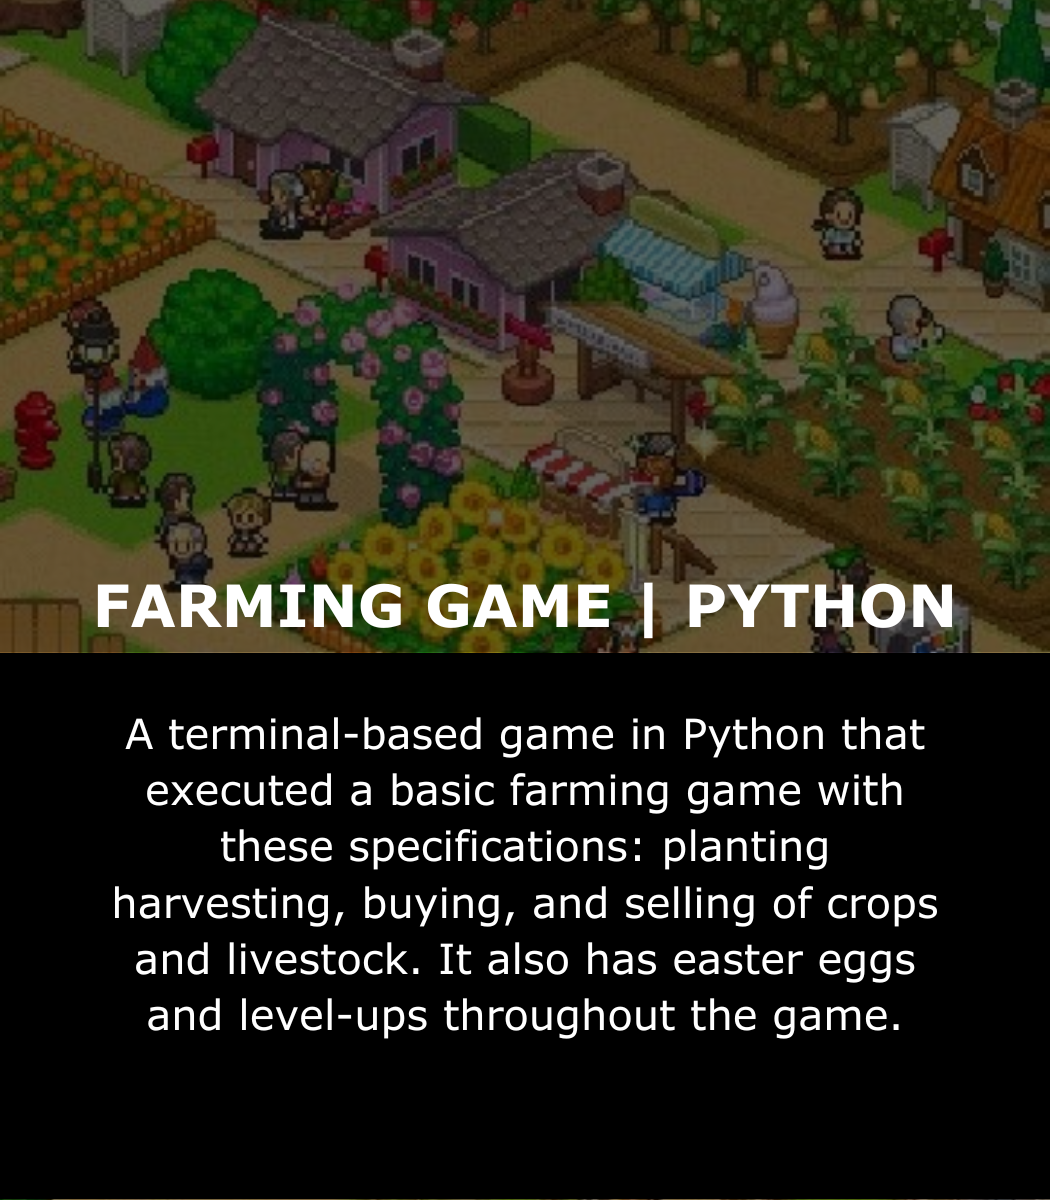 FARMING GAME | PYTHON
A terminal-based game in Python that
executed a basic farming game with
these specifications: planting
harvesting, buying, and selling of crops
and livestock. It also has easter eggs
and level-ups throughout the game.